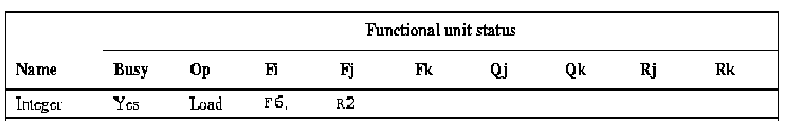 Functional unit status
Name Busy Op Fi Fj Fk Qj Qk Rj Rk
Integer Yes Load F6, R2